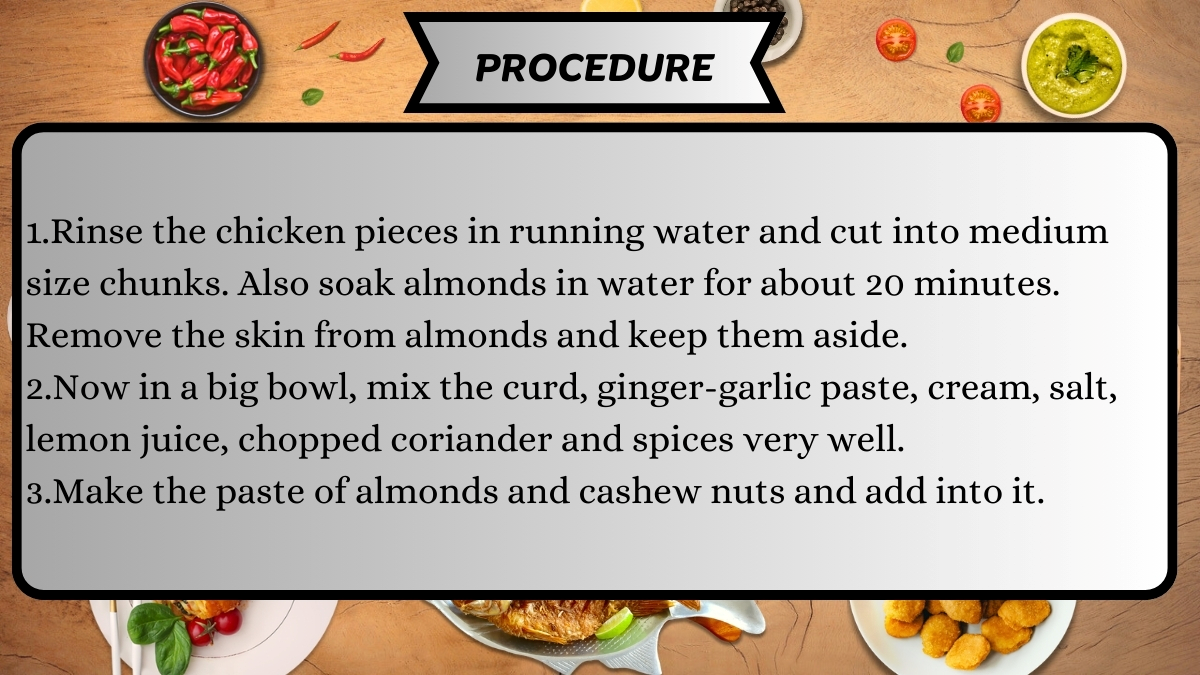 PROCEDURE
1.Rinse the chicken pieces in running water and cut into medium
size chunks. Also soak almonds in water for about 20 minutes.
Remove the skin from almonds and keep them aside.
2.Now in a big bowl, mix the curd, ginger-garlic paste, cream, salt,
lemon juice, chopped coriander and spices very well.
3.Make the paste of almonds and cashew nuts and add into it.